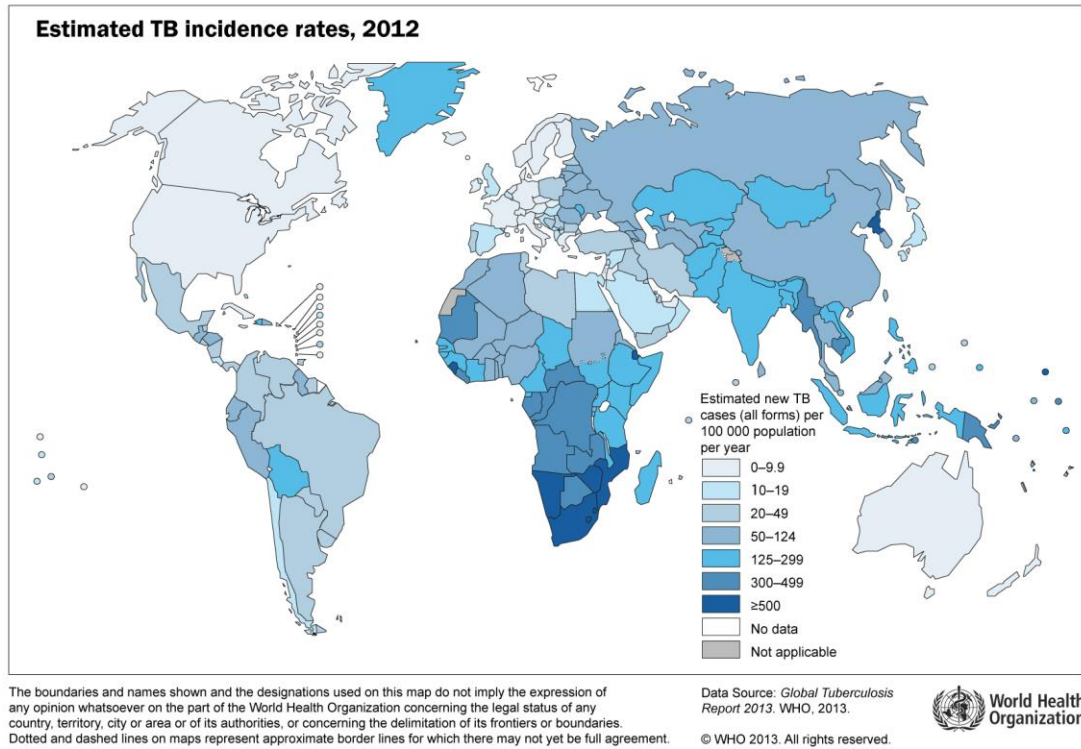 Estimated TB incidence rates, 2012
Estimated new TB
cases (all forms) per
100 000 population
per year
0–9.9
10–19
20–49
50–124
125–299
300–499
≥500
No data
Not applicable
The boundaries and names shown and the designations used on this map do not imply the expression of
any opinion whatsoever on the part of the World Health Organization concerning the legal status of any
country, territory, city or area or of its authorities, or concerning the delimitation of its frontiers or boundaries.
Dotted and dashed lines on maps represent approximate border lines for which there may not yet be full agreement.
Data Source: Global Tuberculosis
Report 2013. WHO, 2013.
© WHO 2013. All rights reserved.
World Health
Organization